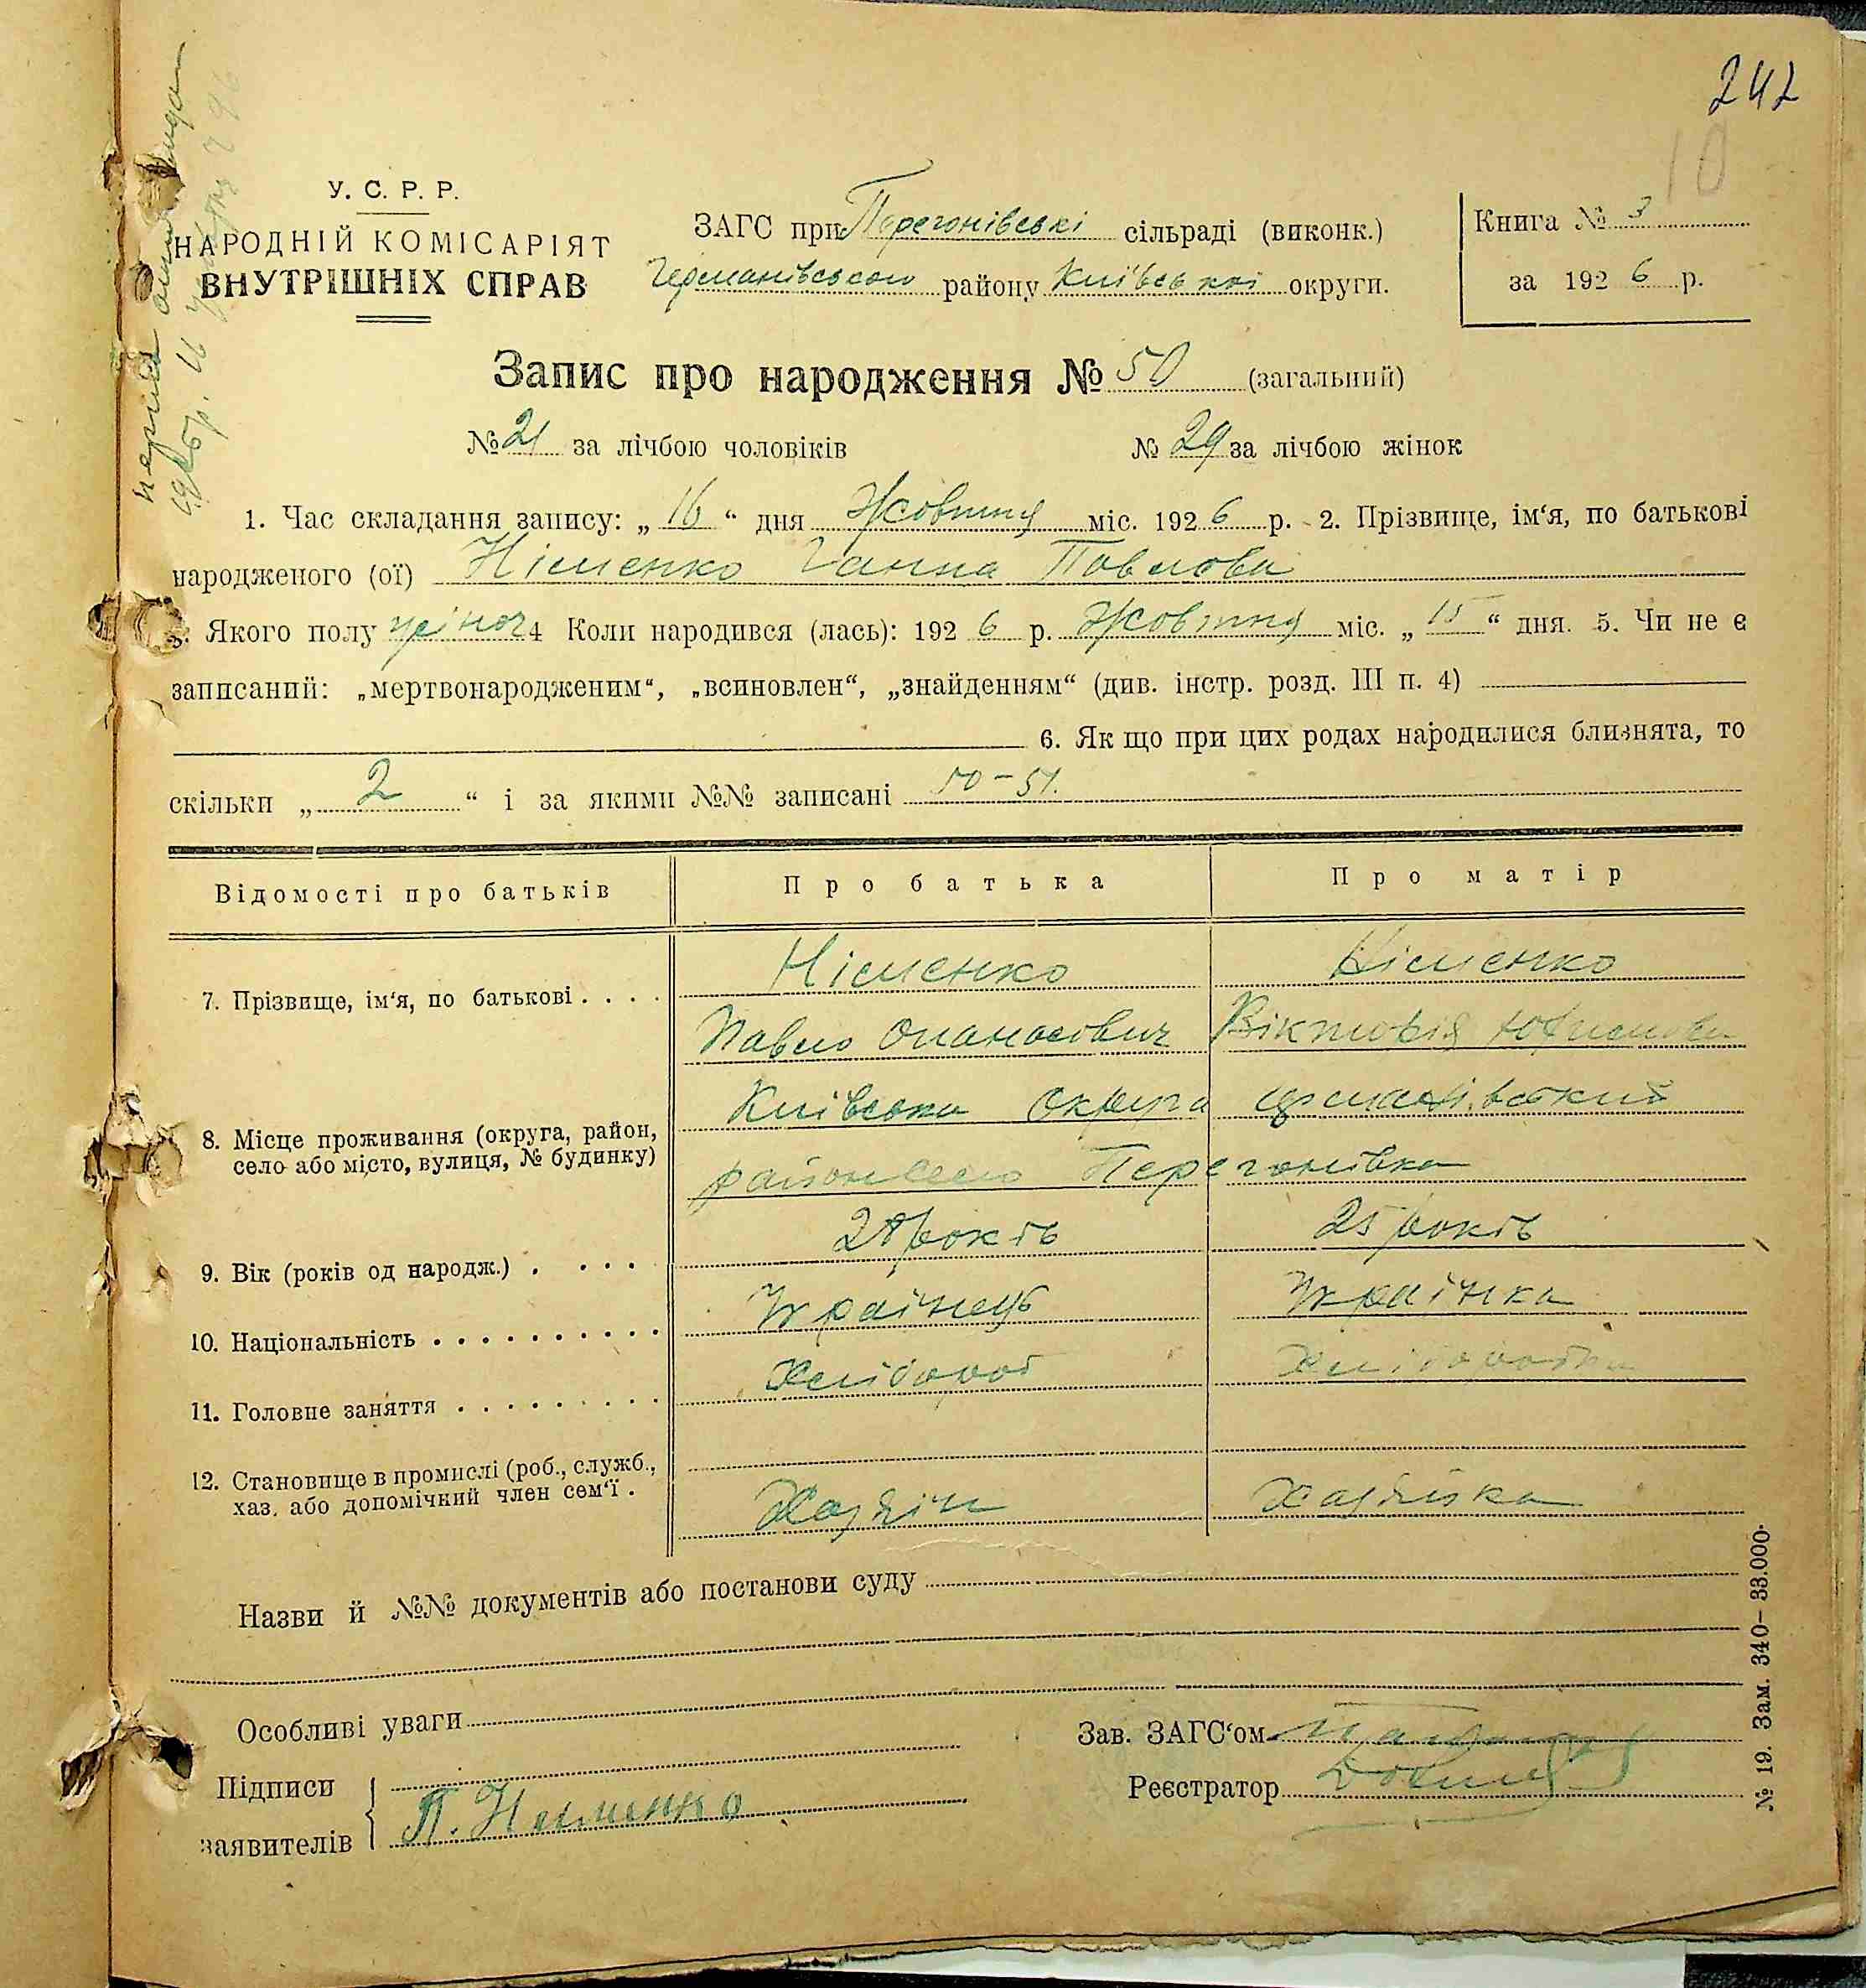 242
10
У. С. Р. Р.
НАРОДНІЙ КОМІСАРІЯТ
ВНУТРІШНІХ СПРАВ
ЗАГС при Перегонівські сільраді (виконк.)
Германівського району Київської округи.
Книга № 3
за 1926 р.
Запис про народження № 50 (загальний)
№ 21 за лічбою чоловіків № 29 за лічбою жінок
1. Час складання запису: „16“ дня Жовтня міс. 1926 р. 2. Прізвище, ім‘я, по батькові
народженого (ої) Нименко Ганна Павлова
3. Якого полу жіноч 4 Коли народився (лась): 1926 р. Жовтня міс. „15“ дня. 5. Чи не є
записаний: „мертвонародженим“, „всиновлен“, „знайденням“ (див. інстр. розд. III п. 4)
6. Як що при цих родах народилися близнята, то
скільки „2“ і за якими №№ записані 50-51.
Відомості про батьків Про батька Про матір
7. Прізвище, ім‘я, по батькові . . . . Німенко Німенко
Павло Опанасович Вікторія
8. Місце проживання (округа, район,
село або місто, вулиця, № будинку)
Київська округа Германівський
район село Перегонівка
9. Вік (років од народж.) . . . . років 25 років
10. Національність . . . . . . . . . . Українець Українка
11. Головне заняття . . . . . . . . . Хлібороб Хліборобка
12. Становище в промислі (роб., служб.,
хаз. або допомічний член сем‘ї . Хазяїн Хазяйка
Назви й №№ документів або постанови суду
Особливі уваги
Зав. ЗАГС‘ом
Підписи
заявителів
П. Неименко
Реєстратор
№ 19. Зам. 340– 33.000.